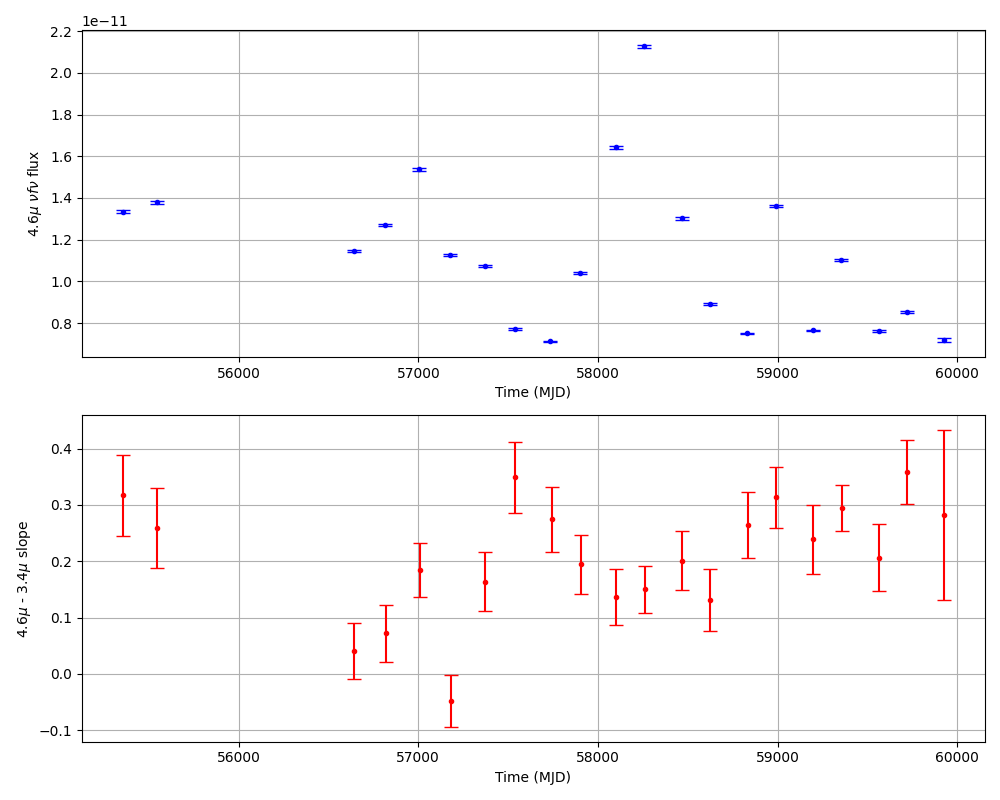 1e−11
2.2
2.0
1.8
1.6
1.4
1.2
1.0
0.8
4.6μ νfν flux
56000 57000 58000 59000 60000
Time (MJD)
0.4
0.3
0.2
0.1
0.0
−0.1
4.6μ - 3.4μ slope
56000 57000 58000 59000 60000
Time (MJD)